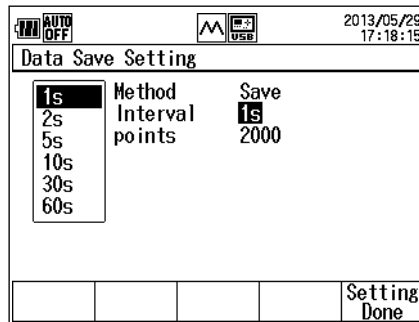 AUTO OFF USB 2013/05/29
17:18:15
Data Save Setting
1s Method Save
2s Interval 1s
5s points 2000
10s
30s
60s
Setting
Done